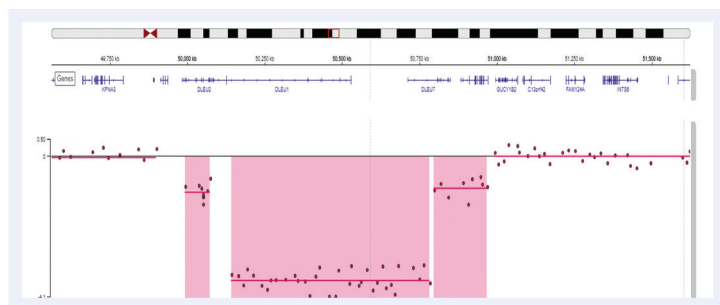 49,750 kb 50,000 kb 50,250 kb 50,500 kb 50,750 kb 51,000 kb 51,250 kb 51,500 kb
Genes
KPNA3 DLEU2 DLEU1 DLEU7 GUCY1B2 C13orf42 FAM124A INTS6
0.50
0